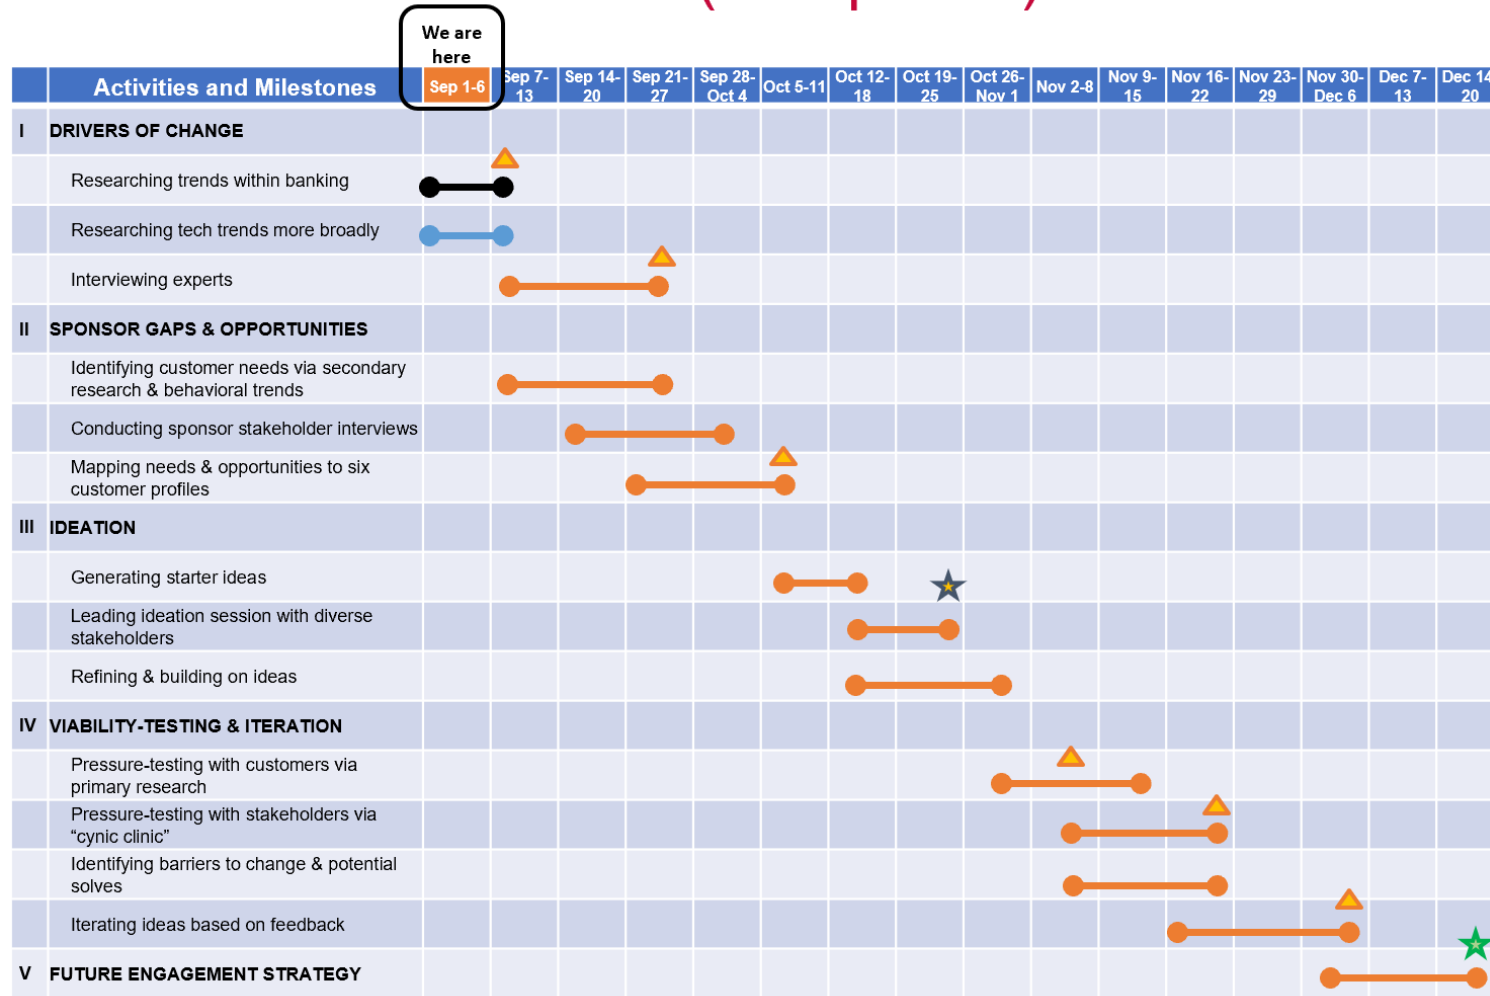 We are
here
Activities and Milestones
Sep 1-6
Sep 7-
13
Sep 14-
20
Sep 21-
27
Sep 28-
Oct 4
Oct 5-11
Oct 12-
18
Oct 19-
25
Oct 26-
Nov 1
Nov 2-8
Nov 9-
15
Nov 16-
22
Nov 23-
29
Nov 30-
Dec 6
Dec 7-
13
Dec 14
20
I DRIVERS OF CHANGE
Researching trends within banking
Researching tech trends more broadly
Interviewing experts
II SPONSOR GAPS & OPPORTUNITIES
Identifying customer needs via secondary
research & behavioral trends
Conducting sponsor stakeholder interviews
Mapping needs & opportunities to six
customer profiles
III IDEATION
Generating starter ideas
Leading ideation session with diverse
stakeholders
Refining & building on ideas
IV VIABILITY-TESTING & ITERATION
Pressure-testing with customers via
primary research
Pressure-testing with stakeholders via
“cynic clinic”
Identifying barriers to change & potential
solves
Iterating ideas based on feedback
V FUTURE ENGAGEMENT STRATEGY